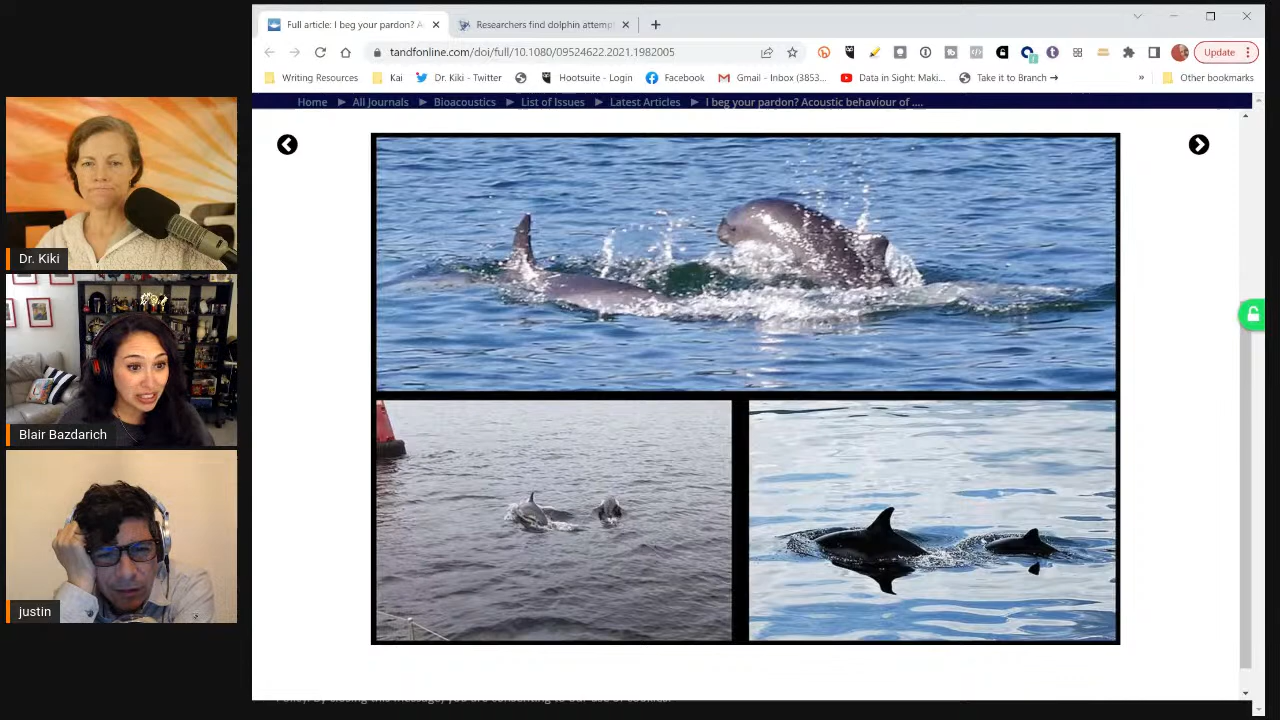 Full article: I beg your pardon? A
Researchers find dolphin attemp
tandfonline.com/doi/full/10.1080/09524622.2021.1982005
Update
Writing Resources
Kai
Dr. Kiki - Twitter
Hootsuite - Login
Facebook
Gmail - Inbox (3853...
Data in Sight: Maki...
Take it to Branch →
»
Other bookmarks
Home ▶ All Journals ▶ Bioacoustics ▶ List of Issues ▶ Latest Articles ▶ I beg your pardon? Acoustic behaviour of ....
Dr. Kiki
Blair Bazdarich
justin